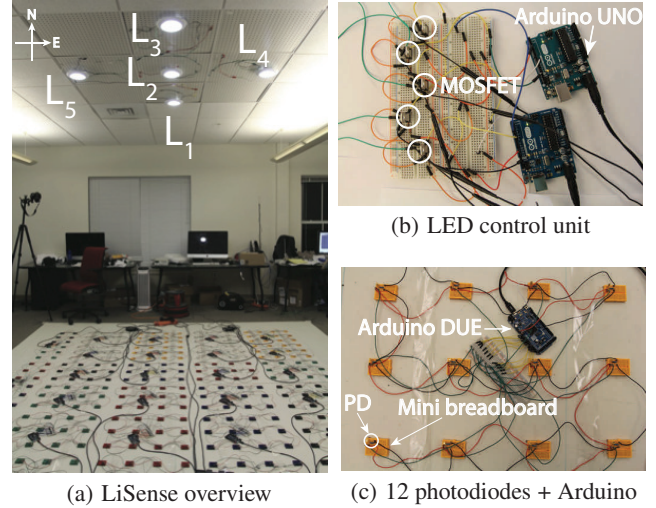 N
E
L3
L4
L2
L5
L1
(a) LiSense overview
Arduino UNO
MOSFET
(b) LED control unit
Arduino DUE
PD
Mini breadboard
(c) 12 photodiodes + Arduino